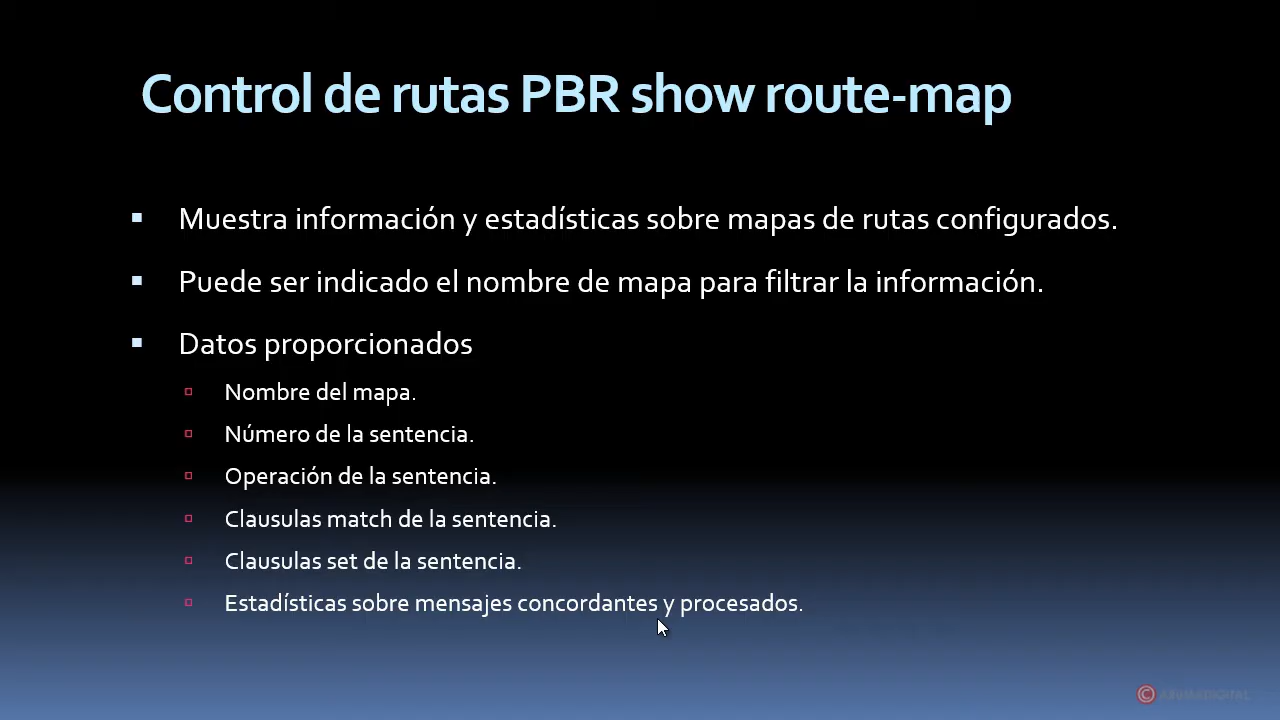 Control de rutas PBR show route-map
Muestra información y estadísticas sobre mapas de rutas configurados.
Puede ser indicado el nombre de mapa para filtrar la información.
Datos proporcionados
Nombre del mapa.
Número de la sentencia.
Operación de la sentencia.
Clausulas match de la sentencia.
Clausulas set de la sentencia.
Estadísticas sobre mensajes concordantes y procesados.
©